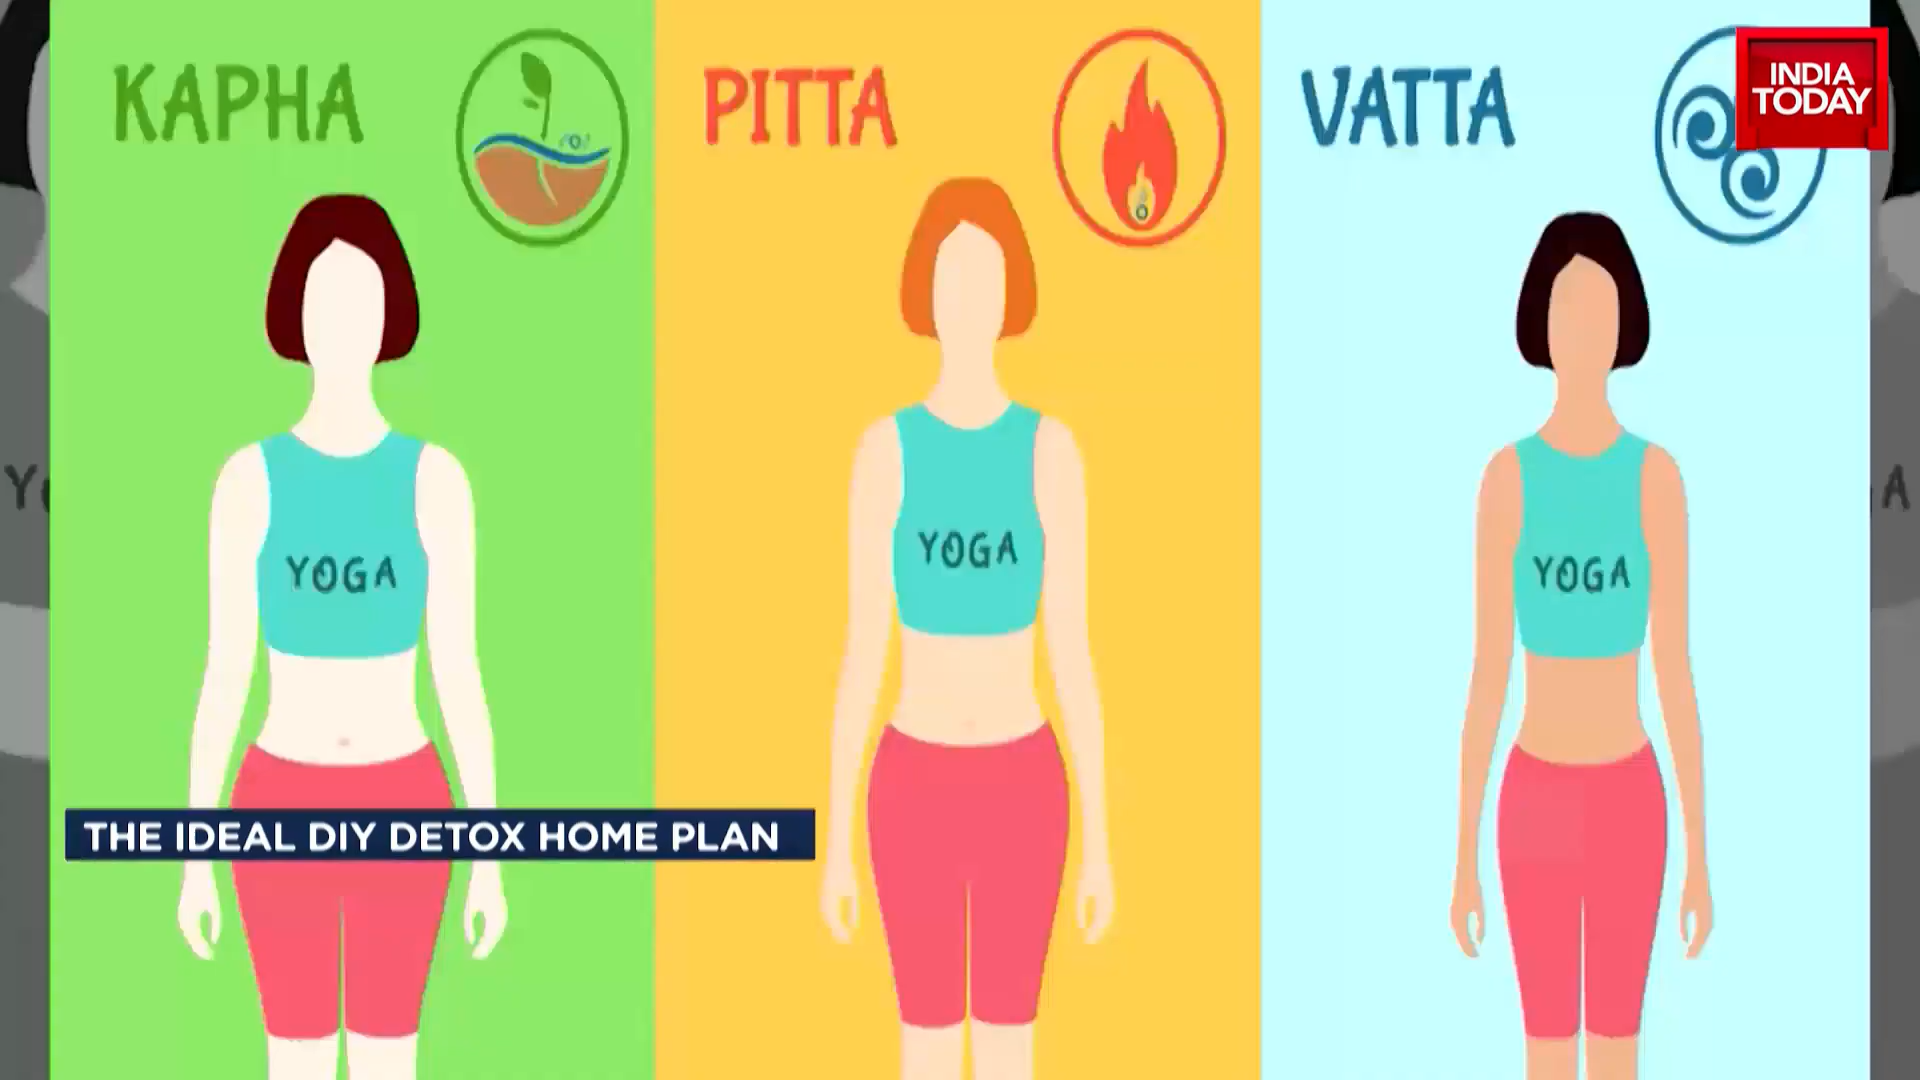 KAPHA
PITTA
VATTA
INDIA
TODAY
YOGA
YOGA
YOGA
THE IDEAL DIY DETOX HOME PLAN